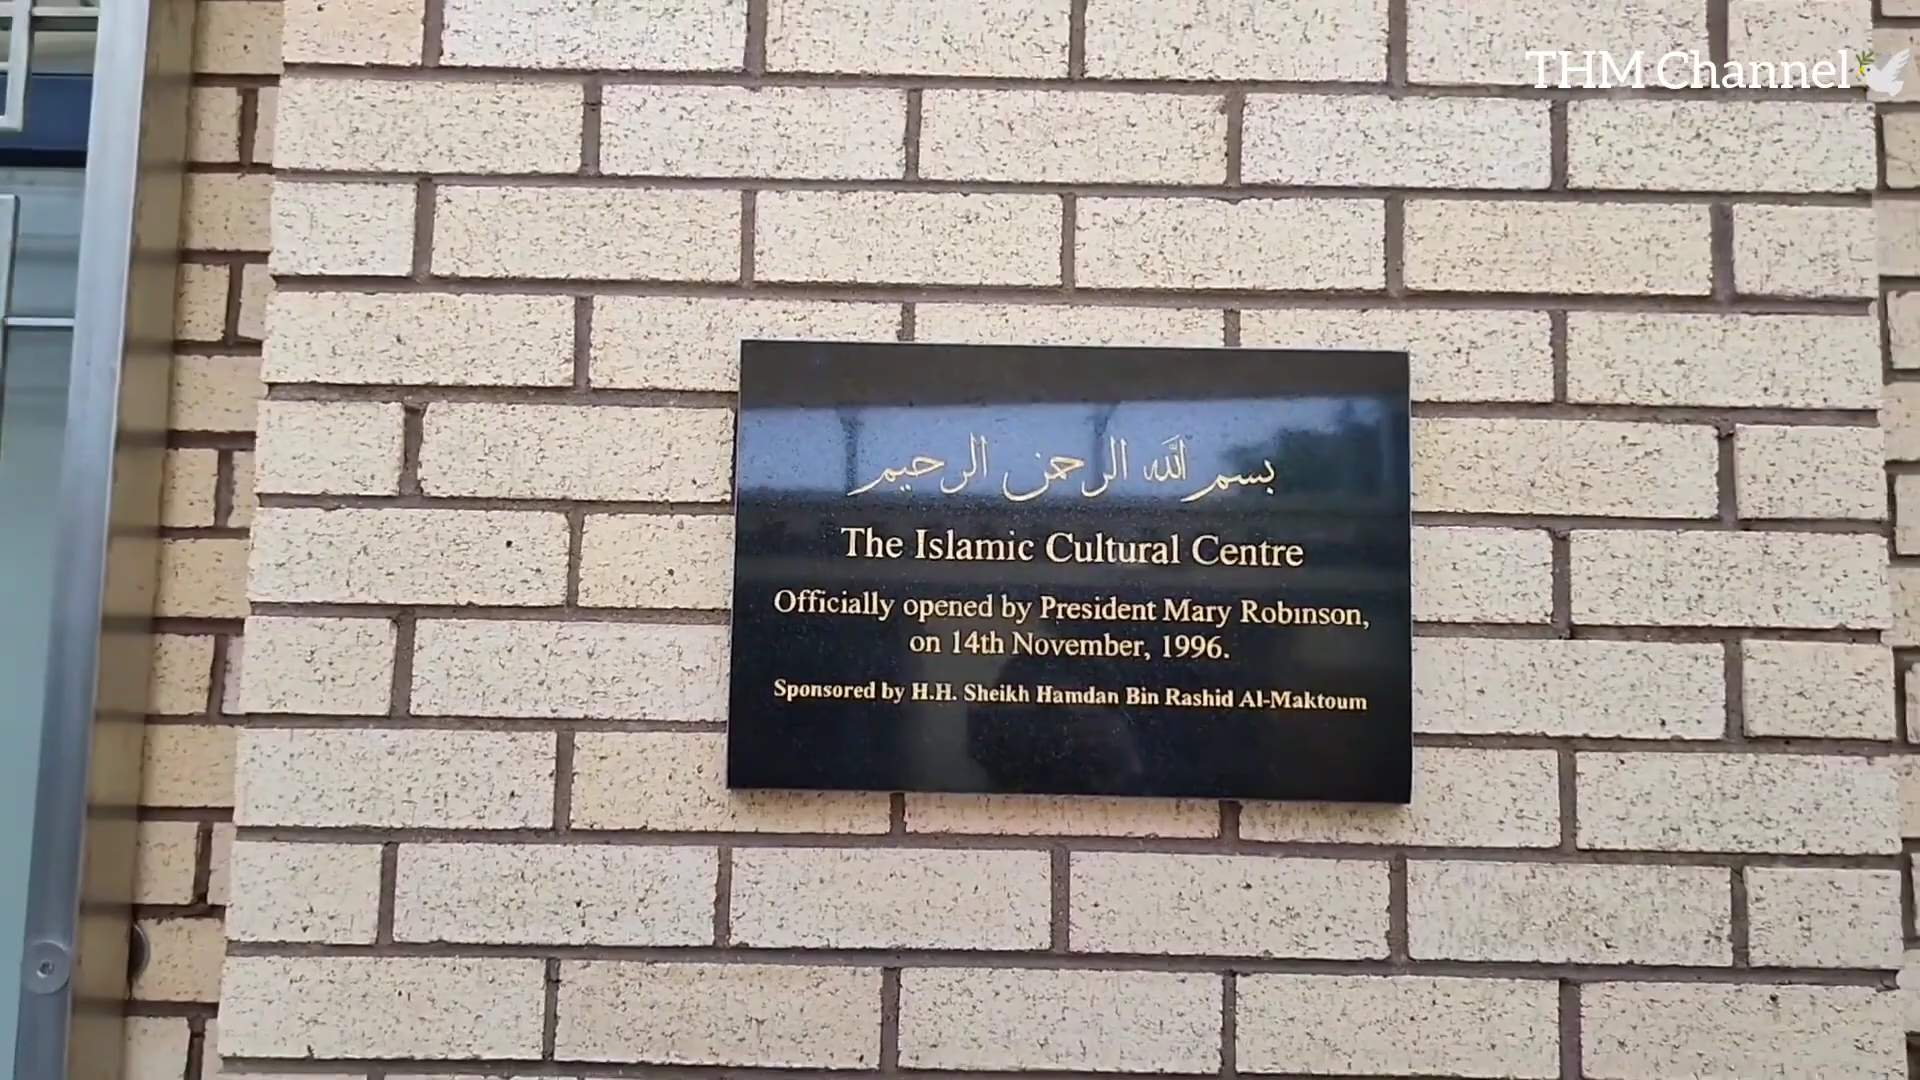 THM Channel
بسم الله الرحمن الرحيم
The Islamic Cultural Centre
Officially opened by President Mary Robinson,
on 14th November, 1996.
Sponsored by H.H. Sheikh Hamdan Bin Rashid Al-Maktoum